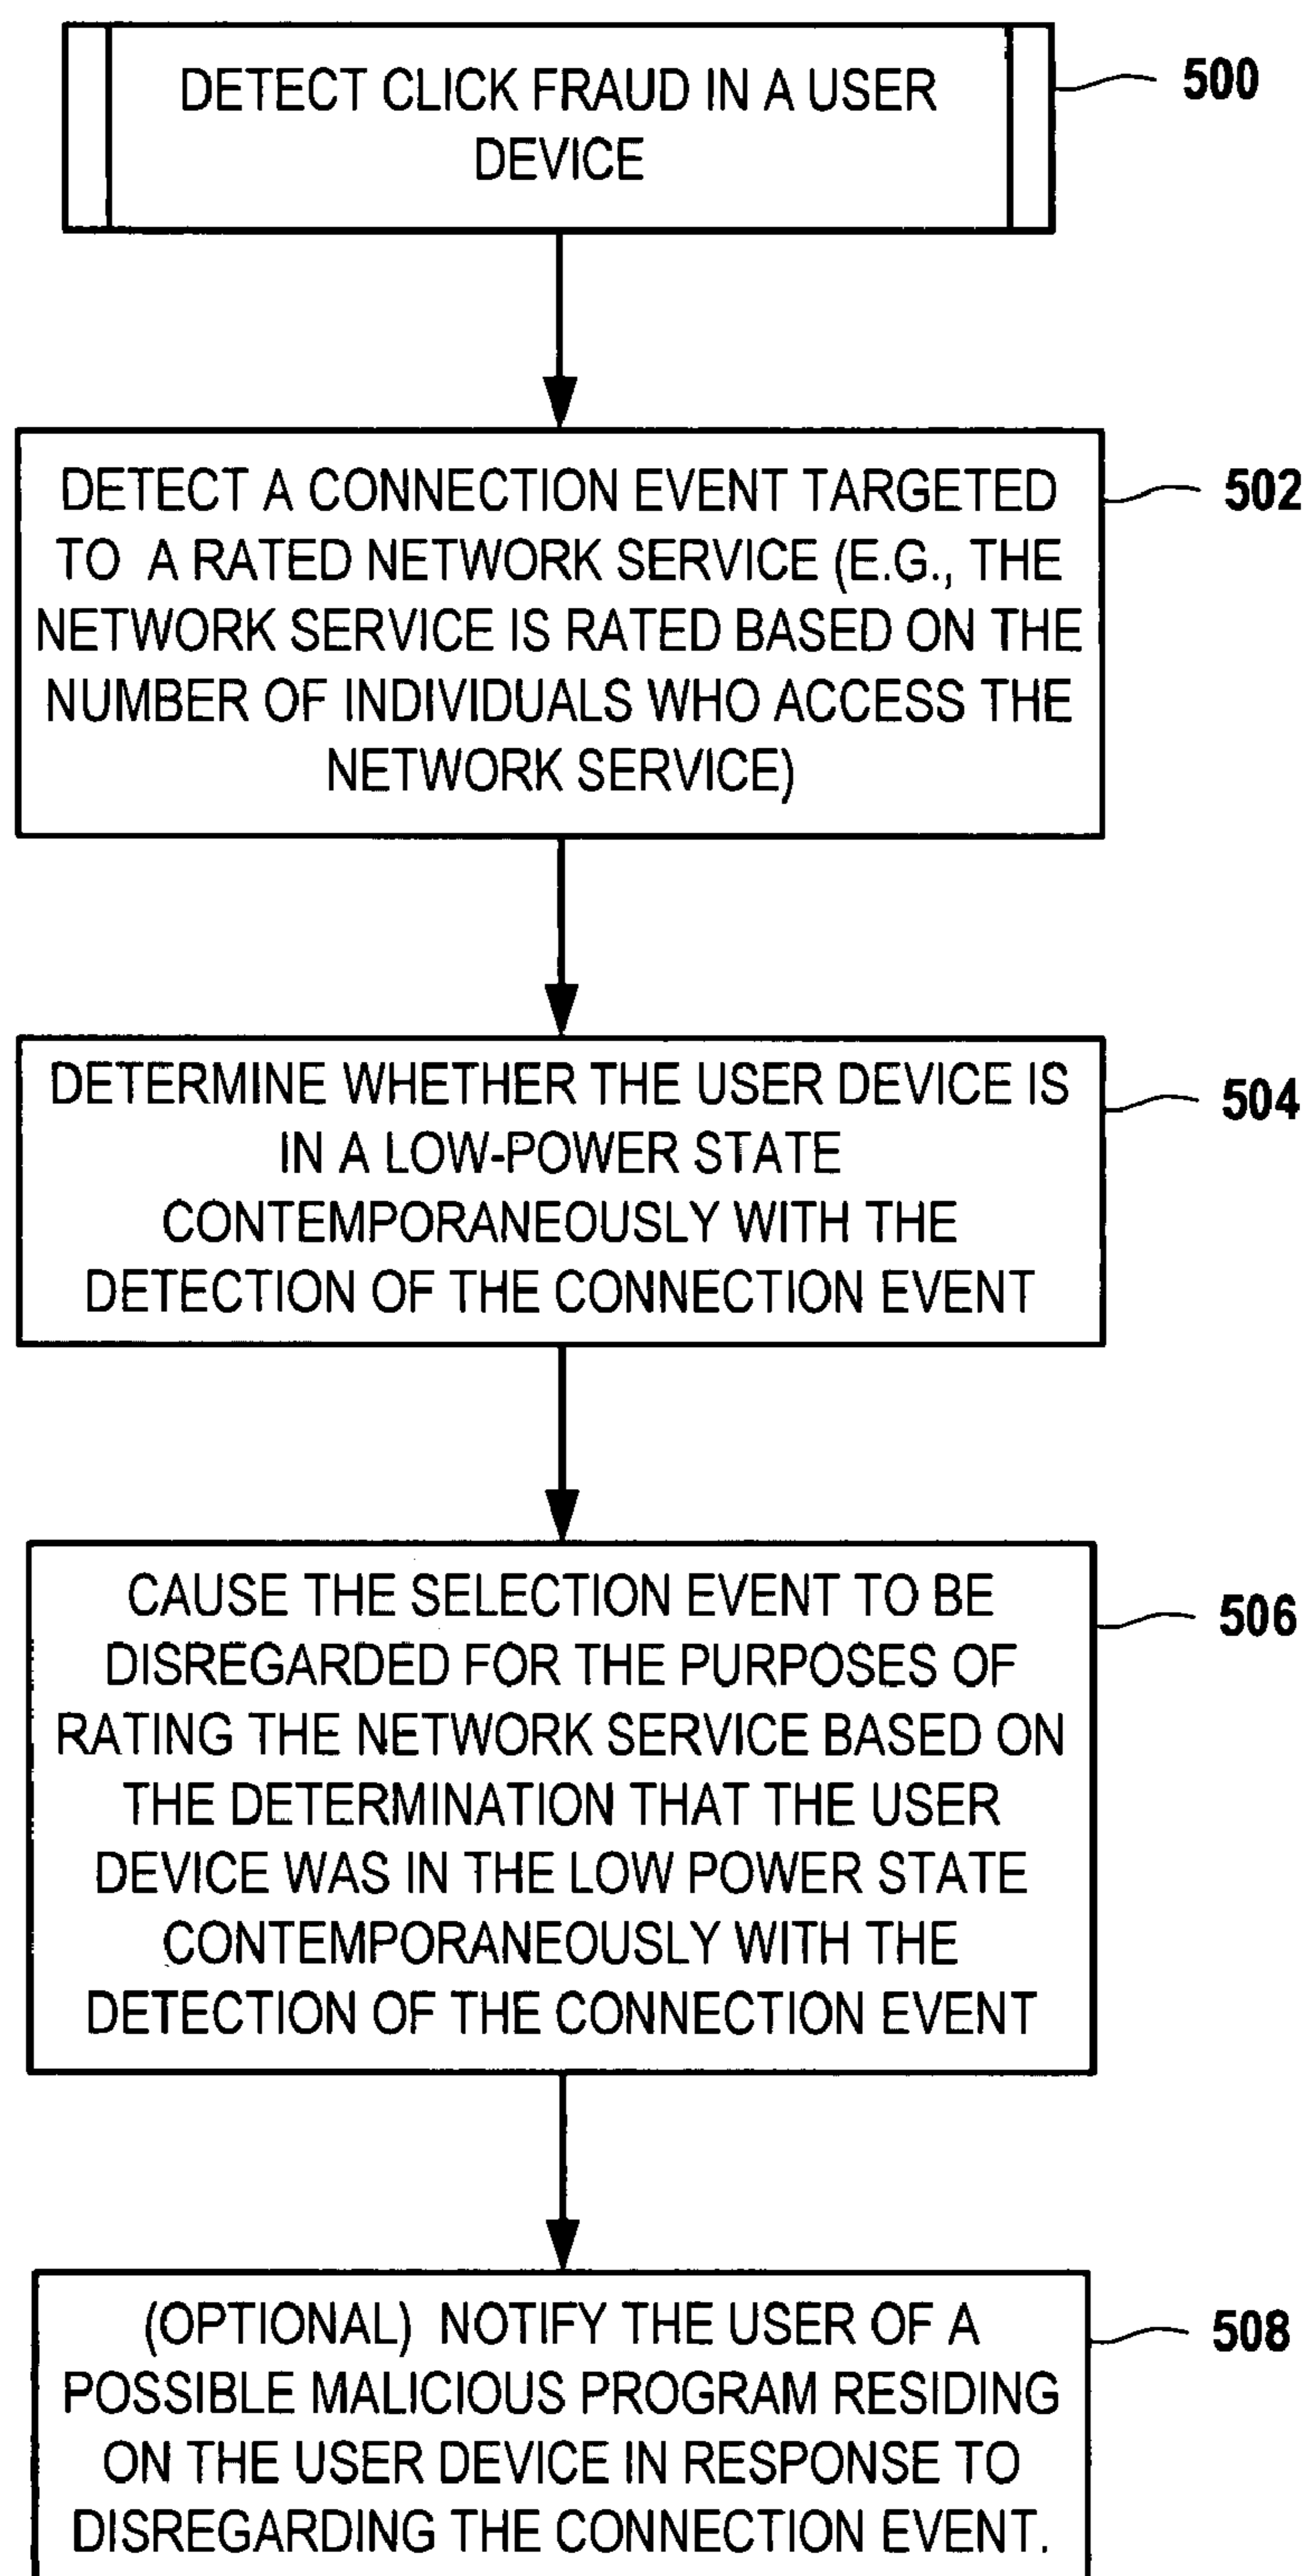 DETECT CLICK FRAUD IN A USER
DEVICE
500
DETECT A CONNECTION EVENT TARGETED
TO A RATED NETWORK SERVICE (E.G., THE
NETWORK SERVICE IS RATED BASED ON THE
NUMBER OF INDIVIDUALS WHO ACCESS THE
NETWORK SERVICE)
502
DETERMINE WHETHER THE USER DEVICE IS
IN A LOW-POWER STATE
CONTEMPORANEOUSLY WITH THE
DETECTION OF THE CONNECTION EVENT
504
CAUSE THE SELECTION EVENT TO BE
DISREGARDED FOR THE PURPOSES OF
RATING THE NETWORK SERVICE BASED ON
THE DETERMINATION THAT THE USER
DEVICE WAS IN THE LOW POWER STATE
CONTEMPORANEOUSLY WITH THE
DETECTION OF THE CONNECTION EVENT
506
(OPTIONAL) NOTIFY THE USER OF A
POSSIBLE MALICIOUS PROGRAM RESIDING
ON THE USER DEVICE IN RESPONSE TO
DISREGARDING THE CONNECTION EVENT.
508